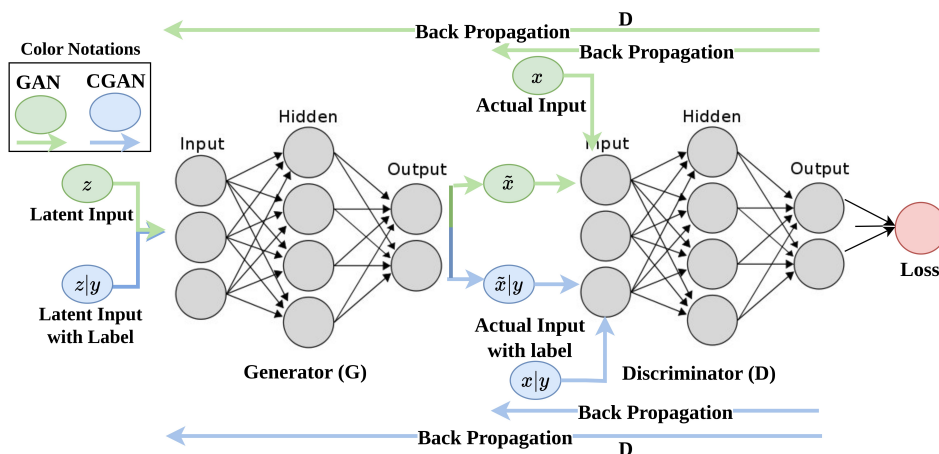 D
Back Propagation
Back Propagation
Color Notations
GAN
CGAN
x
Actual Input
Input
Hidden
Output
Input
Hidden
Output
z
Latent Input
x̃
z|y
Latent Input
with Label
x̃|y
Actual Input
with label
x|y
Loss
Generator (G)
Discriminator (D)
Back Propagation
Back Propagation
D